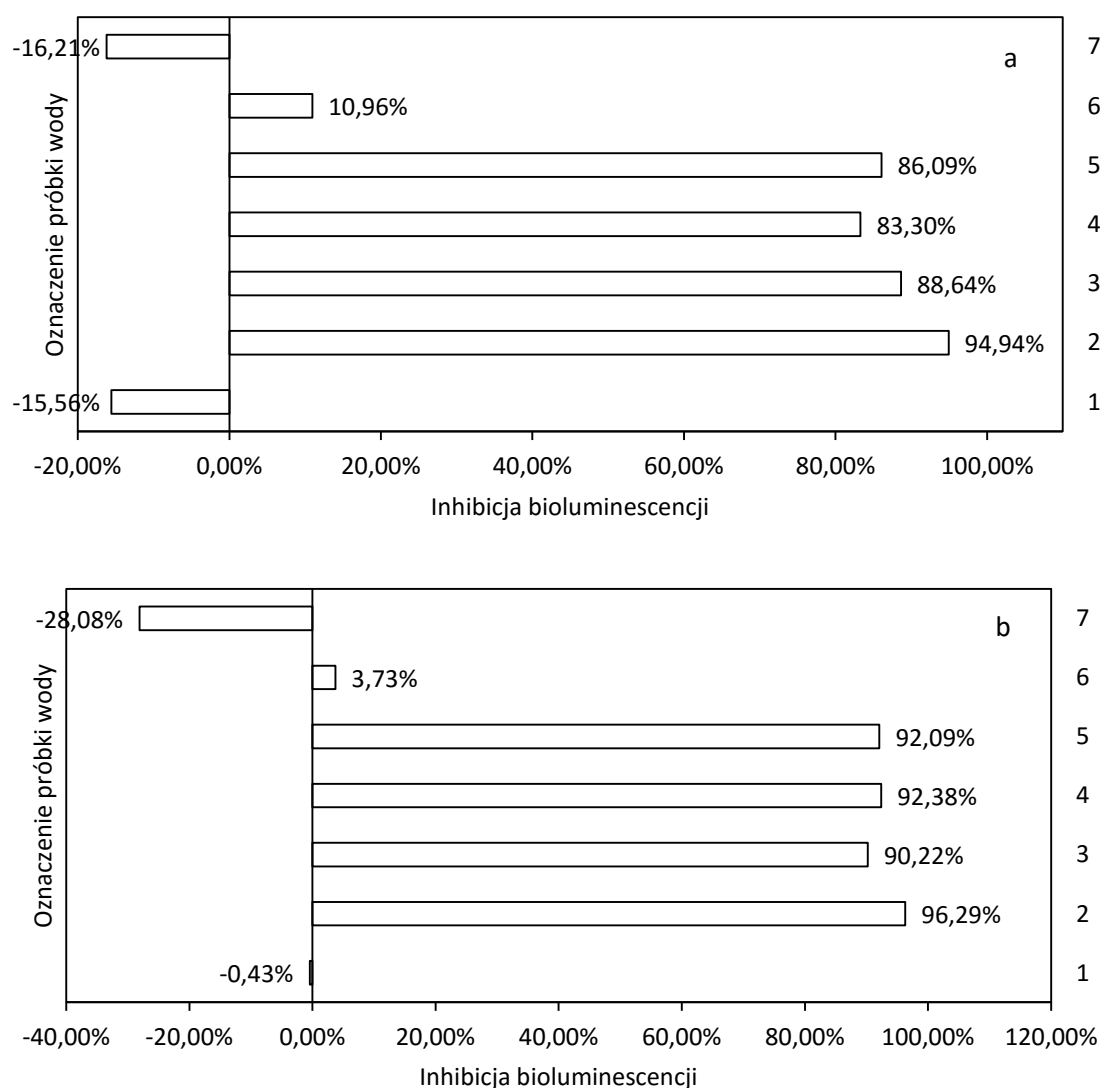 a
-16,21% 7
10,96% 6
86,09% 5
83,30% 4
88,64% 3
94,94% 2
-15,56% 1
Oznaczenie próbki wody
-20,00% 0,00% 20,00% 40,00% 60,00% 80,00% 100,00%
Inhibicja bioluminescencji
b
-28,08% 7
3,73% 6
92,09% 5
92,38% 4
90,22% 3
96,29% 2
-0,43% 1
Oznaczenie próbki wody
-40,00% -20,00% 0,00% 20,00% 40,00% 60,00% 80,00% 100,00% 120,00%
Inhibicja bioluminescencji